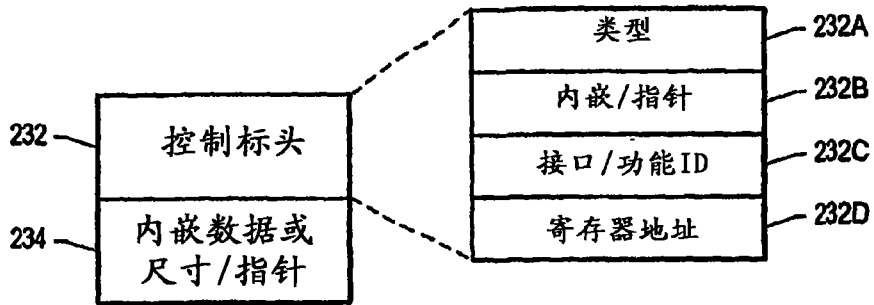 232
控制标头
234
内嵌数据或
尺寸/指针
类型
232A
内嵌/指针
232B
接口/功能ID
232C
寄存器地址
232D